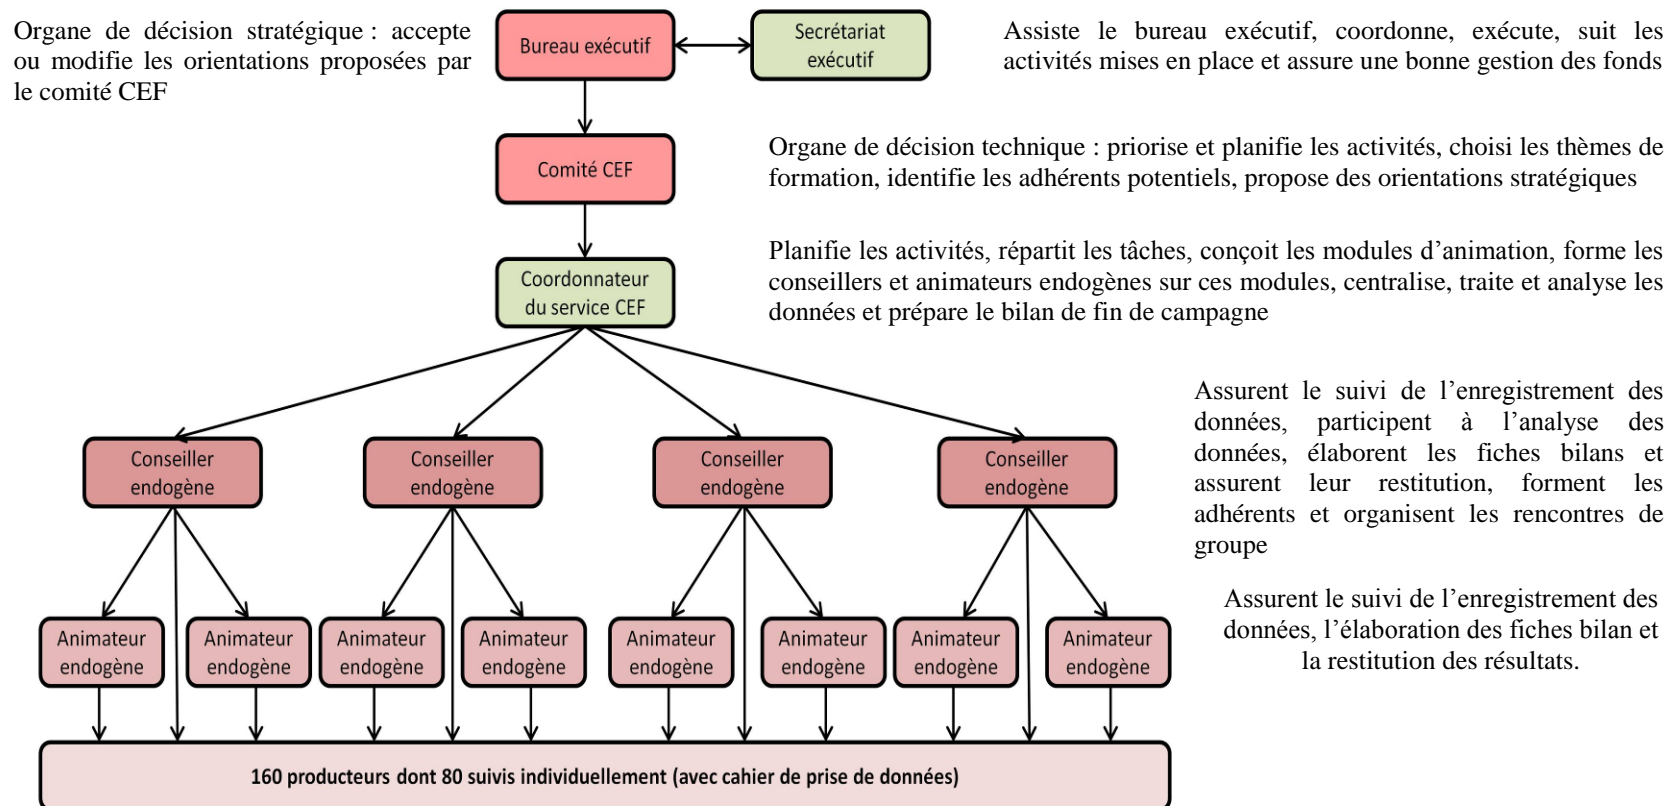 Organe de décision stratégique : accepte
ou modifie les orientations proposées par
le comité CEF
Bureau exécutif
Secrétariat
exécutif
Assiste le bureau exécutif, coordonne, exécute, suit les
activités mises en place et assure une bonne gestion des fonds
Comité CEF
Organe de décision technique : priorise et planifie les activités, choisi les thèmes de
formation, identifie les adhérents potentiels, propose des orientations stratégiques
Coordonnateur
du service CEF
Planifie les activités, répartit les tâches, conçoit les modules d’animation, forme les
conseillers et animateurs endogènes sur ces modules, centralise, traite et analyse les
données et prépare le bilan de fin de campagne
Conseiller
endogène
Conseiller
endogène
Conseiller
endogène
Conseiller
endogène
Assurent le suivi de l’enregistrement des
données, participent à l’analyse des
données, élaborent les fiches bilans et
assurent leur restitution, forment les
adhérents et organisent les rencontres de
groupe
Animateur
endogène
Animateur
endogène
Animateur
endogène
Animateur
endogène
Animateur
endogène
Animateur
endogène
Animateur
endogène
Animateur
endogène
Assurent le suivi de l’enregistrement des
données, l’élaboration des fiches bilan et
la restitution des résultats.
160 producteurs dont 80 suivis individuellement (avec cahier de prise de données)